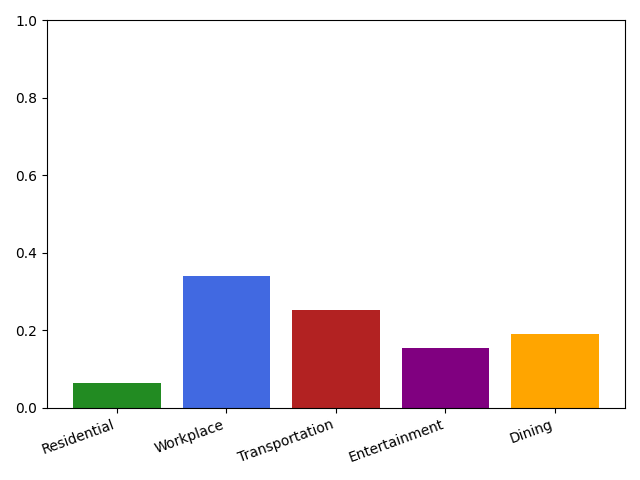 1.0
0.8
0.6
0.4
0.2
0.0
Residential
Workplace
Transportation
Entertainment
Dining